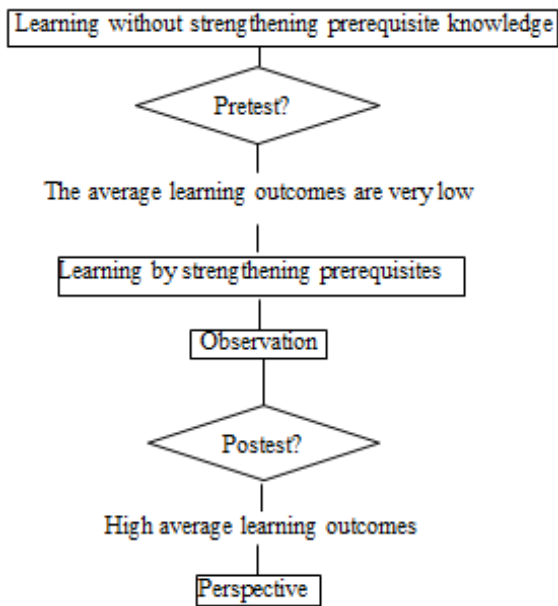 Learning without strengthening prerequisite knowledge
Pretest?
The average learning outcomes are very low
Learning by strengthening prerequisites
Observation
Postest?
High average learning outcomes
Perspective